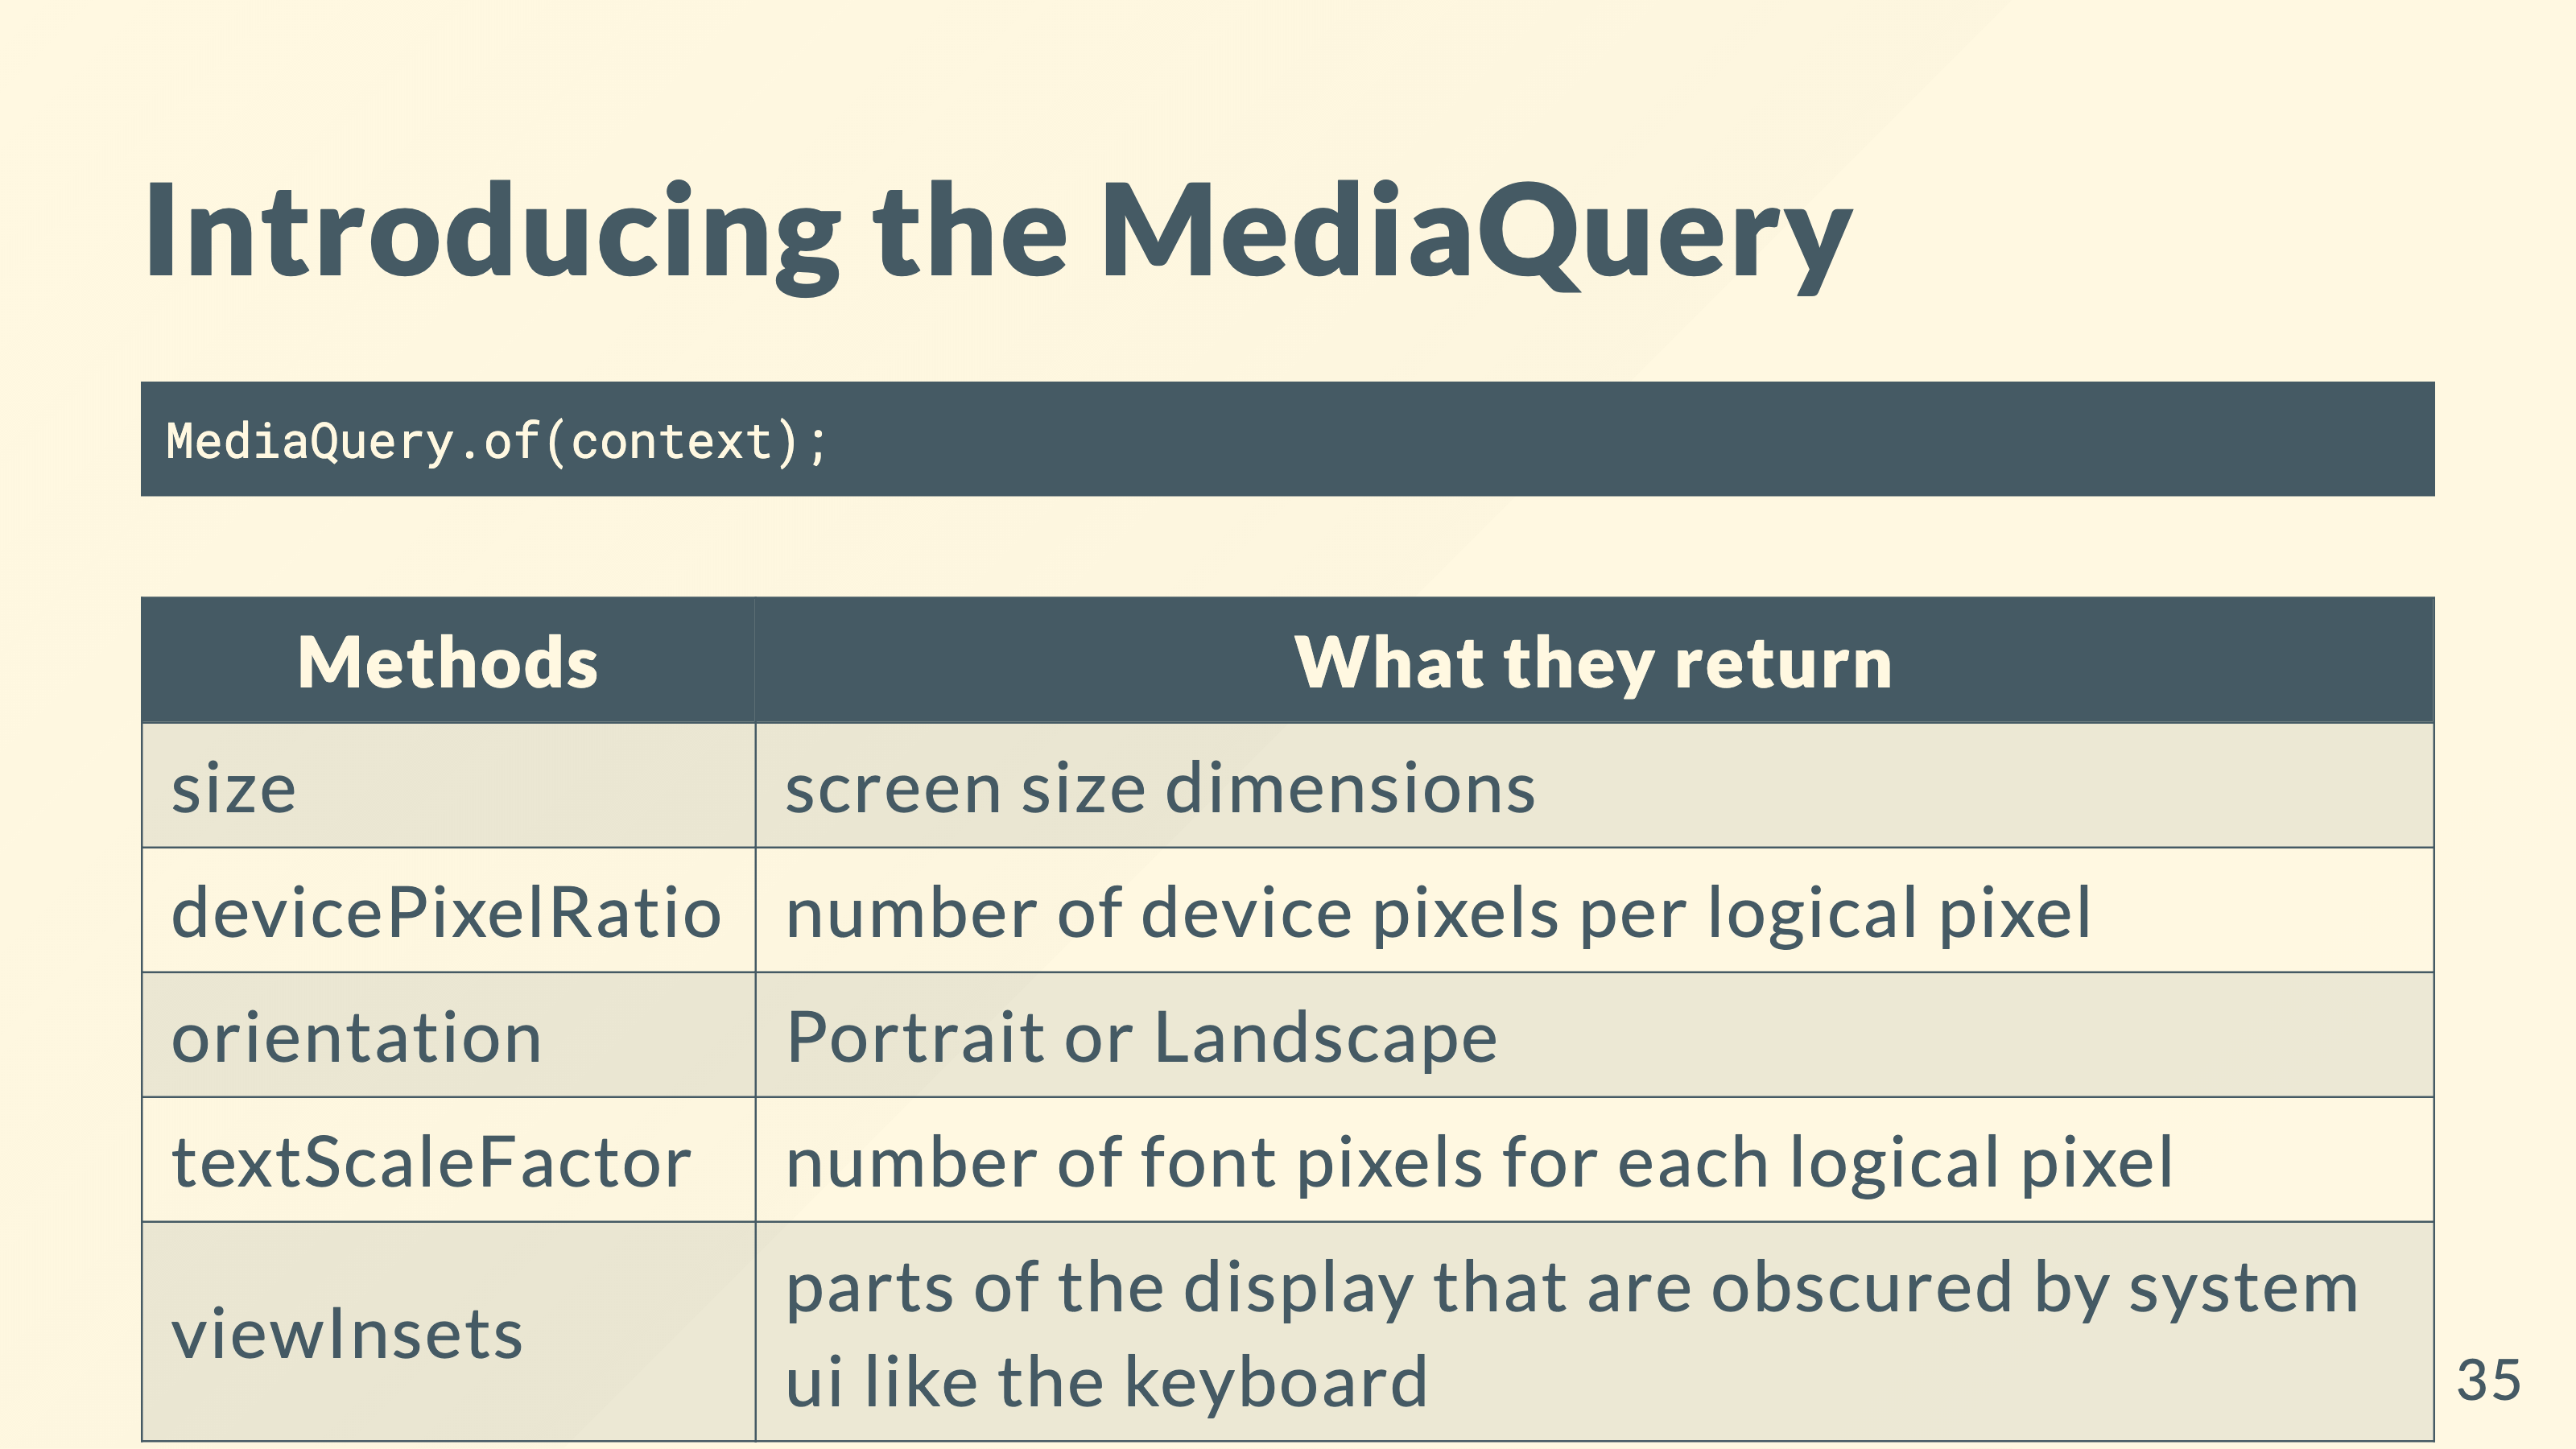 Introducing the MediaQuery
MediaQuery.of(context);
Methods What they return
size screen size dimensions
devicePixelRatio number of device pixels per logical pixel
orientation Portrait or Landscape
textScaleFactor number of font pixels for each logical pixel
viewInsets parts of the display that are obscured by system
ui like the keyboard
35